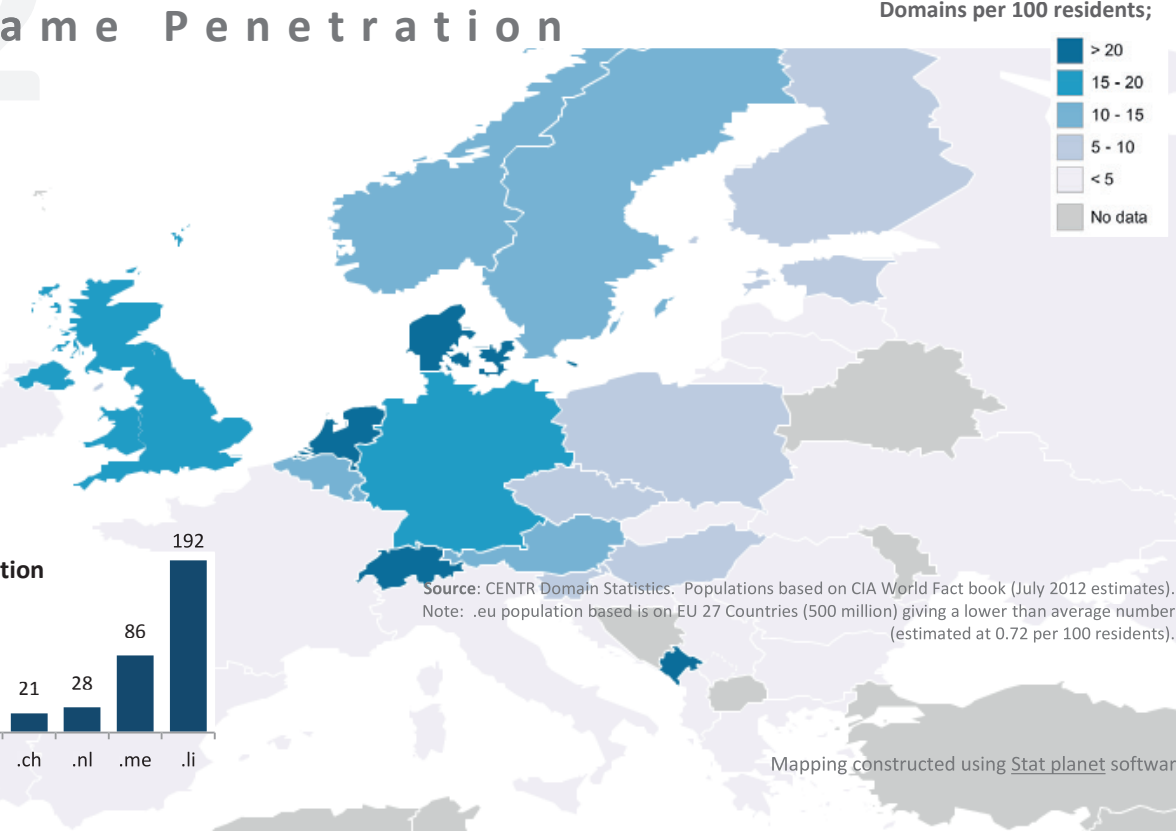 ame Penetration
Domains per 100 residents;
> 20
15 - 20
10 - 15
5 - 10
< 5
No data
tion
192
86
28
21
.ch .nl .me .li
Source: CENTR Domain Statistics. Populations based on CIA World Fact book (July 2012 estimates).
Note: .eu population based is on EU 27 Countries (500 million) giving a lower than average number
(estimated at 0.72 per 100 residents).
Mapping constructed using Stat planet softwar